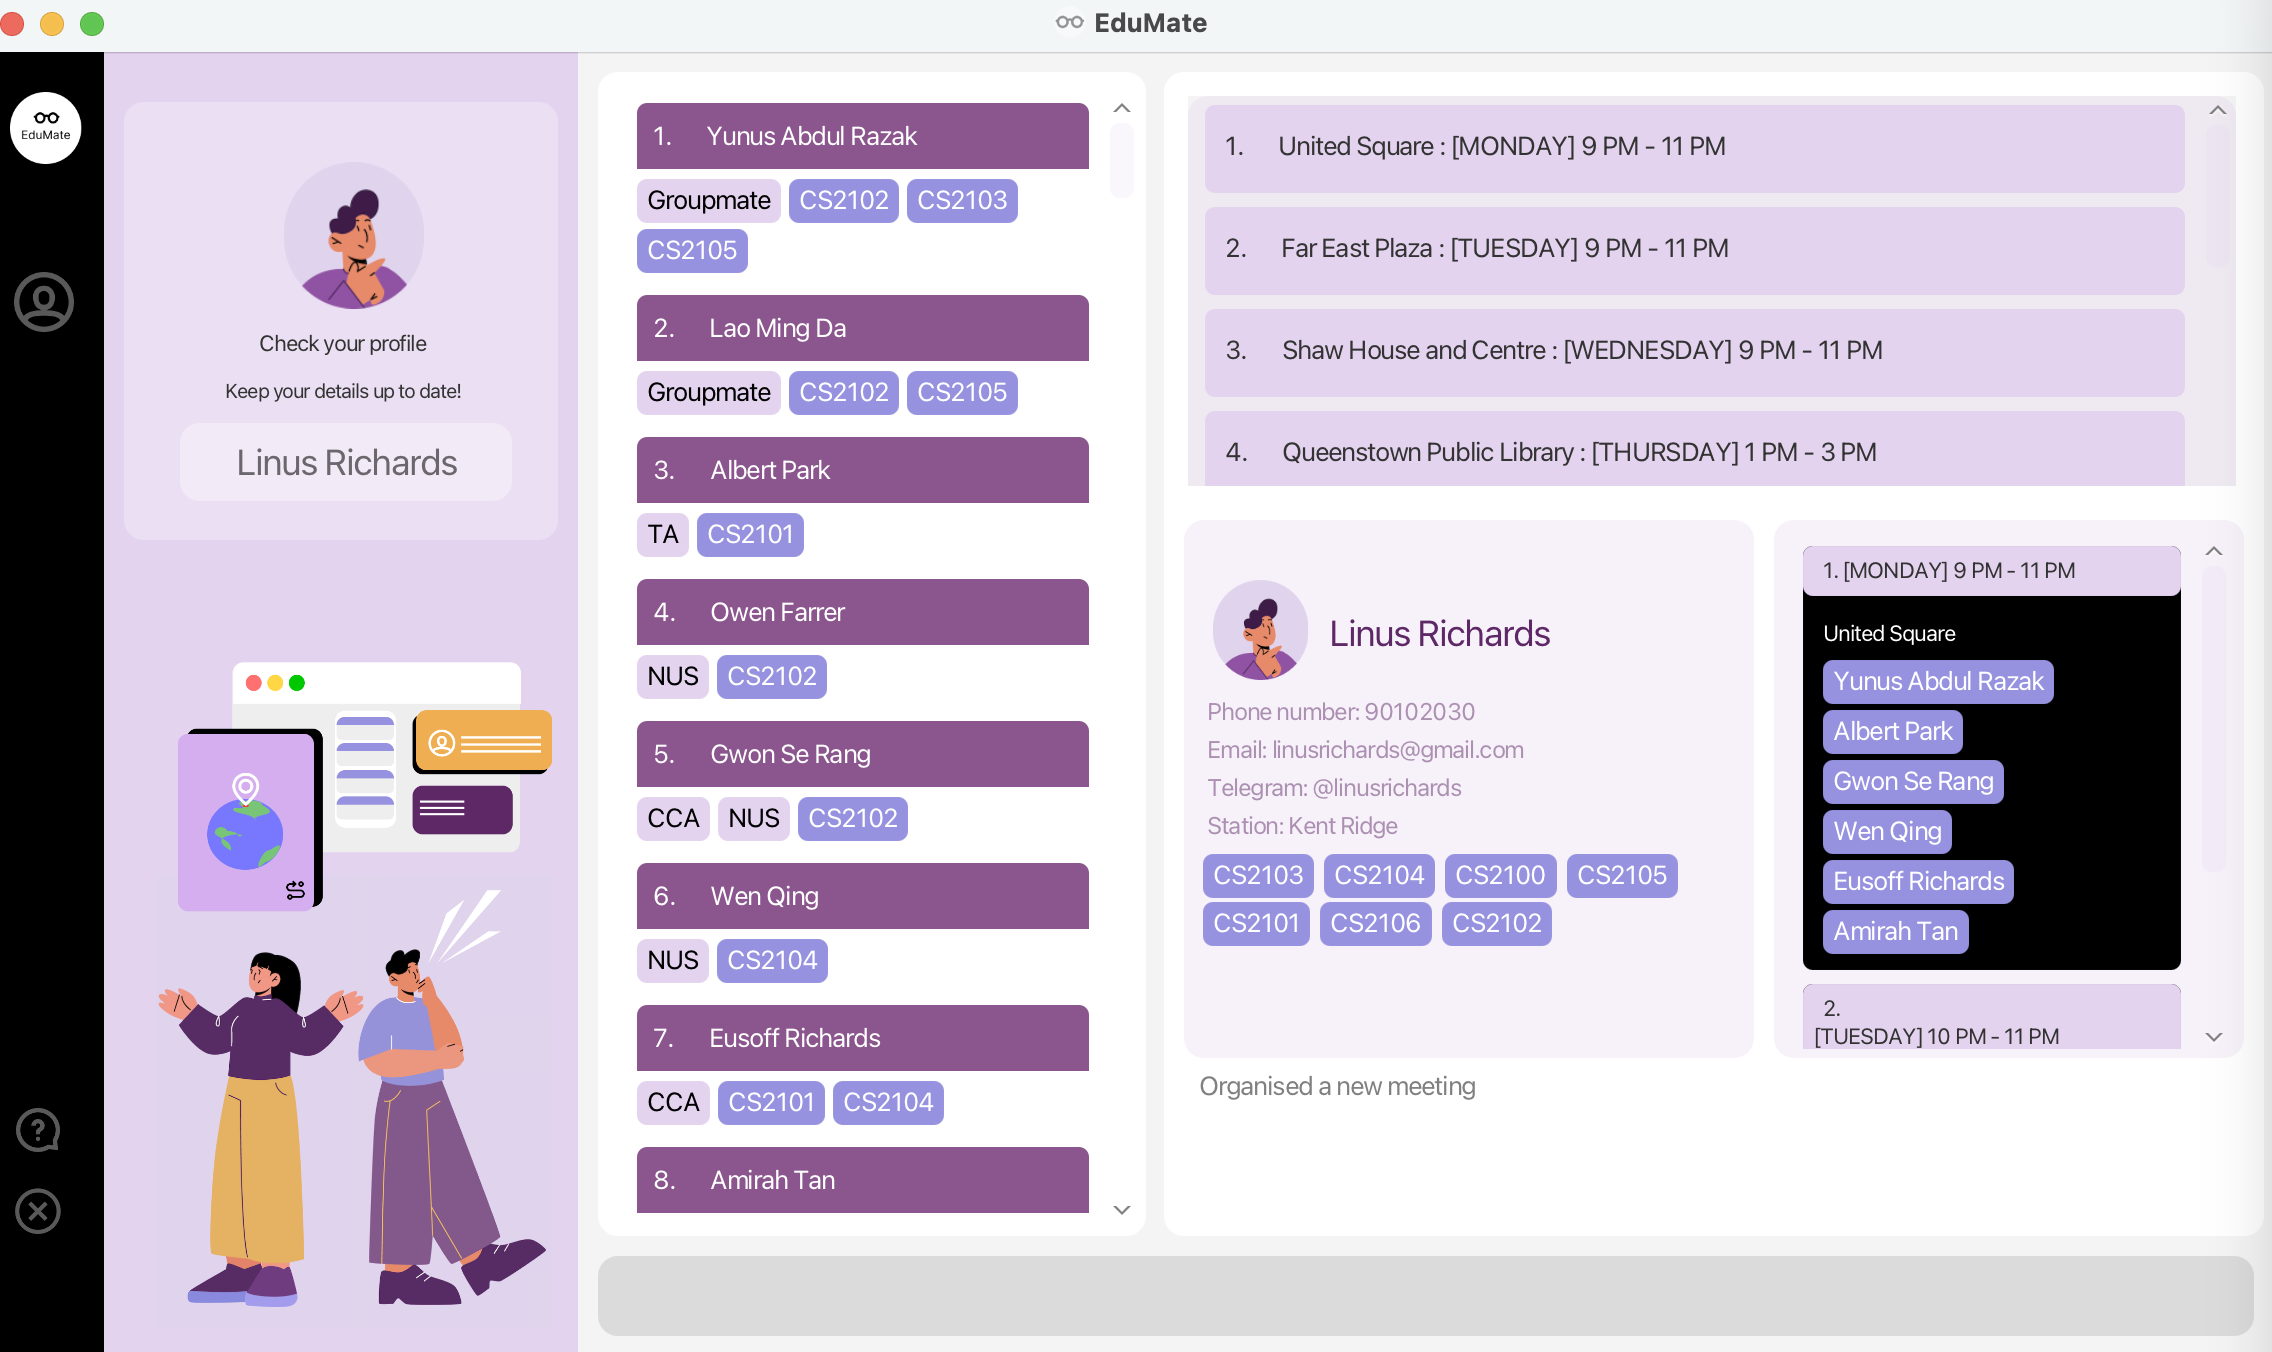 EduMate
EduMate
Check your profile
Keep your details up to date!
Linus Richards
1. Yunus Abdul Razak
Groupmate CS2102 CS2103
CS2105
2. Lao Ming Da
Groupmate CS2102 CS2105
3. Albert Park
TA CS2101
4. Owen Farrer
NUS CS2102
5. Gwon Se Rang
CCA NUS CS2102
6. Wen Qing
NUS CS2104
7. Eusoff Richards
CCA CS2101 CS2104
8. Amirah Tan
1. United Square : [MONDAY] 9 PM - 11 PM
2. Far East Plaza : [TUESDAY] 9 PM - 11 PM
3. Shaw House and Centre : [WEDNESDAY] 9 PM - 11 PM
4. Queenstown Public Library : [THURSDAY] 1 PM - 3 PM
Linus Richards
Phone number: 90102030
Email: linusrichards@gmail.com
Telegram: @linusrichards
Station: Kent Ridge
CS2103 CS2104 CS2100 CS2105
CS2101 CS2106 CS2102
1. [MONDAY] 9 PM - 11 PM
United Square
Yunus Abdul Razak
Albert Park
Gwon Se Rang
Wen Qing
Eusoff Richards
Amirah Tan
2.
[TUESDAY] 10 PM - 11 PM
Organised a new meeting